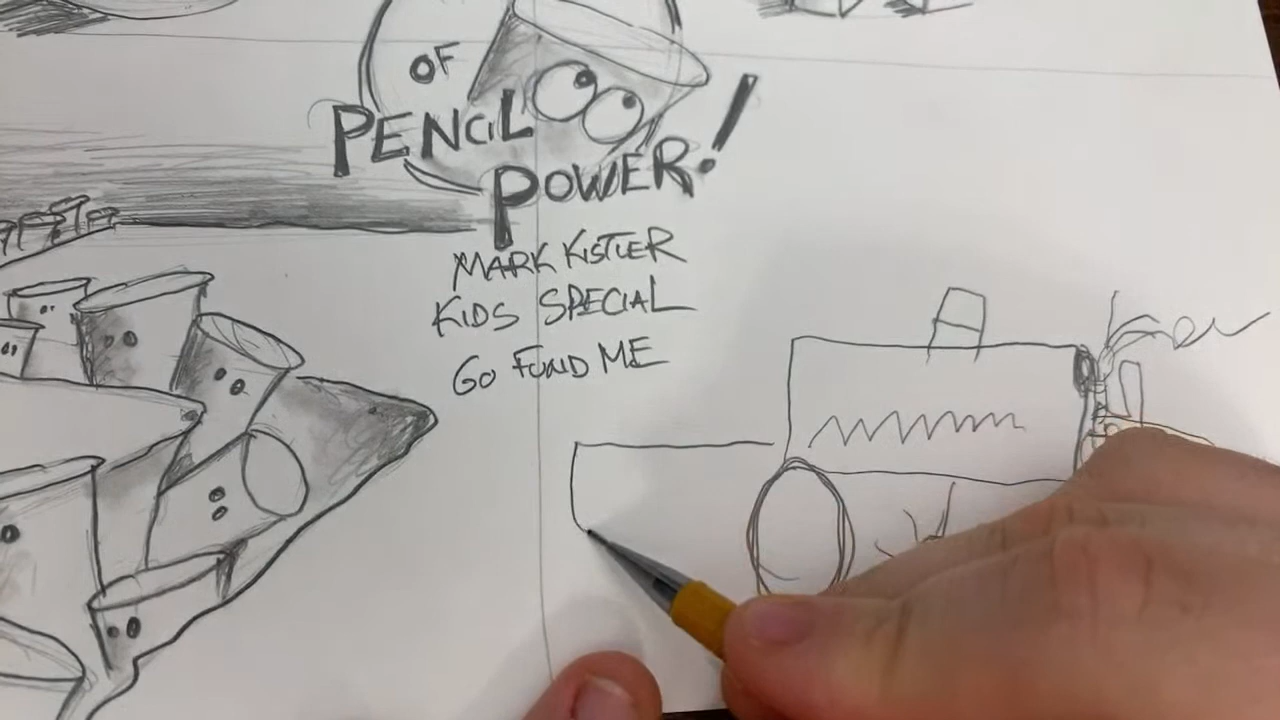 OF
PENCIL
POWER!
MARK KISTLER
KIDS SPECIAL
GO FUND ME